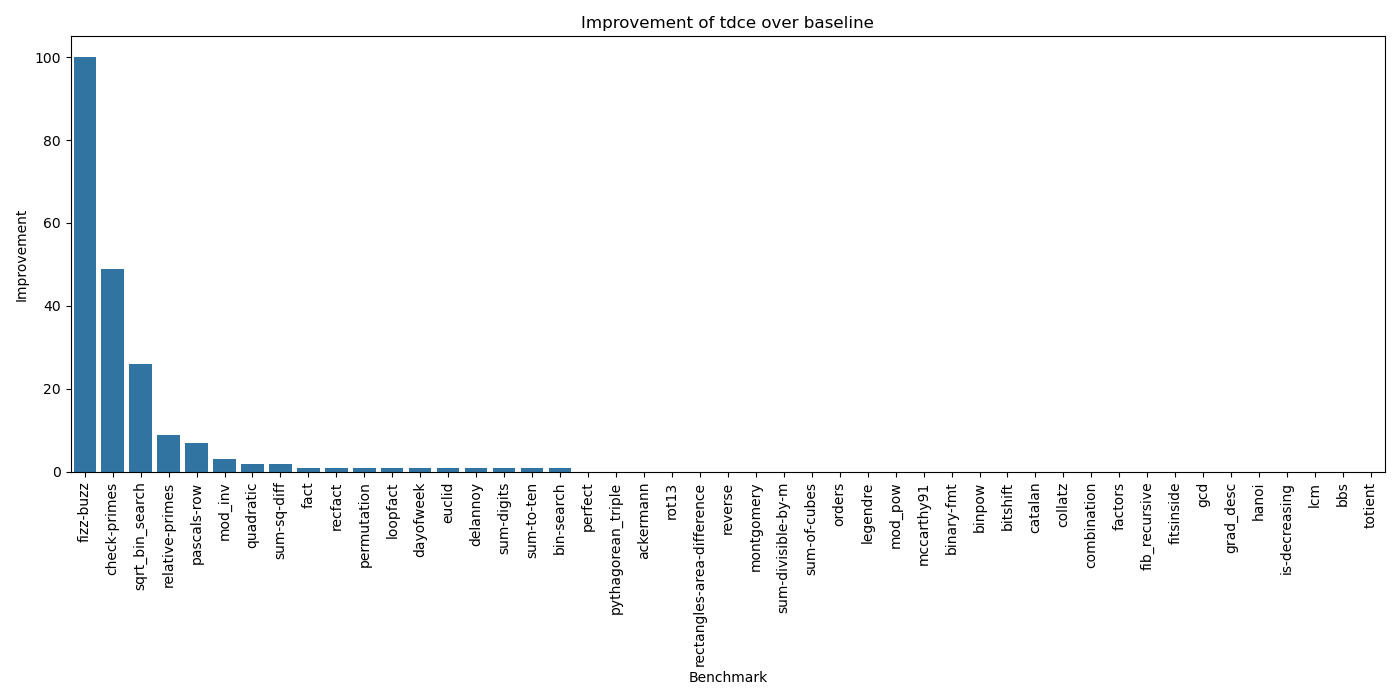 Improvement of tdce over baseline
Improvement
100
80
60
40
20
0
fizz-buzz
check-primes
sqrt_bin_search
relative-primes
pascals-row
mod_inv
quadratic
sum-sq-diff
fact
recfact
permutation
loopfact
dayofweek
euclid
delannoy
sum-digits
sum-to-ten
bin-search
perfect
pythagorean_triple
ackermann
rot13
rectangles-area-difference
reverse
montgomery
sum-divisible-by-m
sum-of-cubes
orders
legendre
mod_pow
mccarthy91
binary-fmt
binpow
bitshift
catalan
collatz
combination
factors
fib_recursive
fitsinside
gcd
grad_desc
hanoi
is-decreasing
lcm
bbs
totient
Benchmark